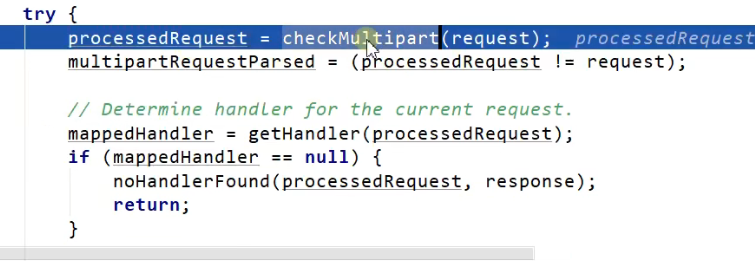 try {
processedRequest = checkMultipart(request);  processedRequest
multipartRequestParsed = (processedRequest != request);
// Determine handler for the current request.
mappedHandler = getHandler(processedRequest);
if (mappedHandler == null) {
noHandlerFound(processedRequest, response);
return;
}